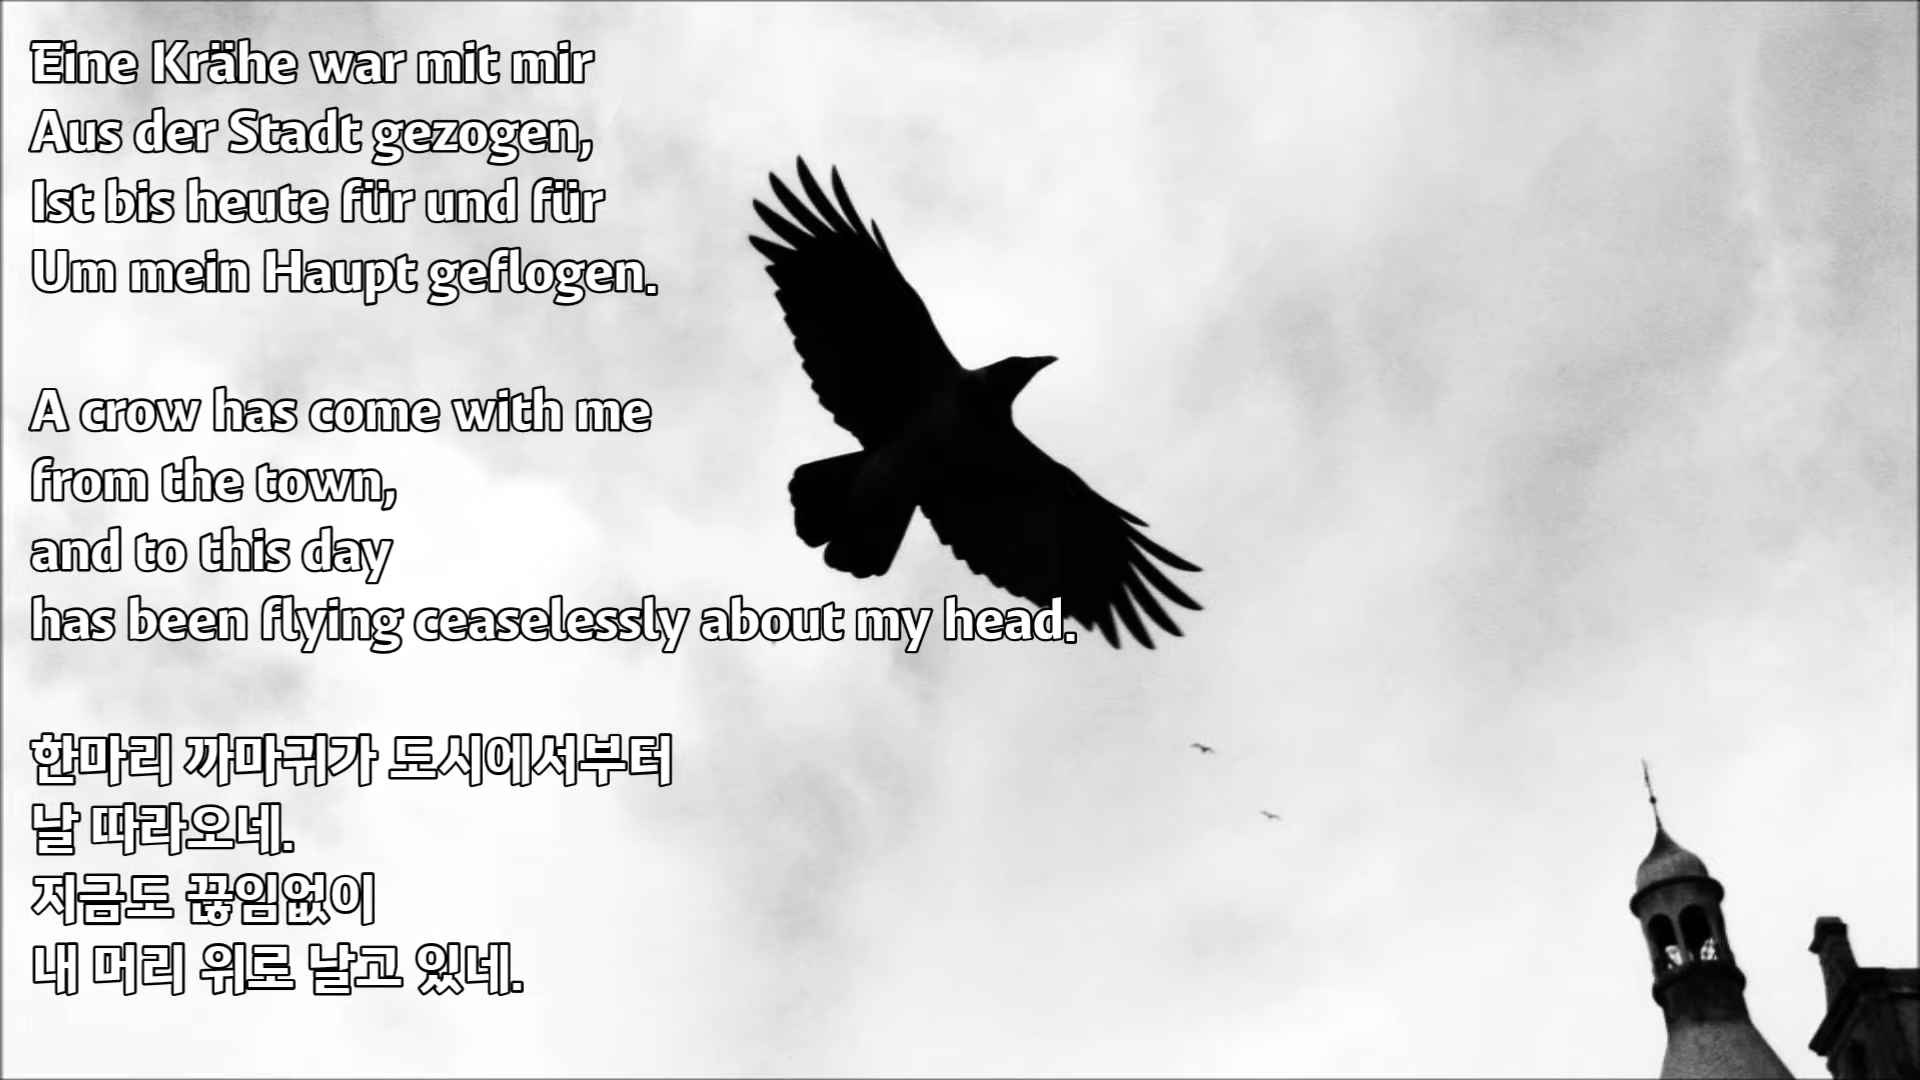 Eine Krähe war mit mir
Aus der Stadt gezogen,
Ist bis heute für und für
Um mein Haupt geflogen.
A crow has come with me
from the town,
and to this day
has been flying ceaselessly about my head.
한마리 까마귀가 도시에서부터
날 따라오네.
지금도 끊임없이
내 머리 위로 날고 있네.